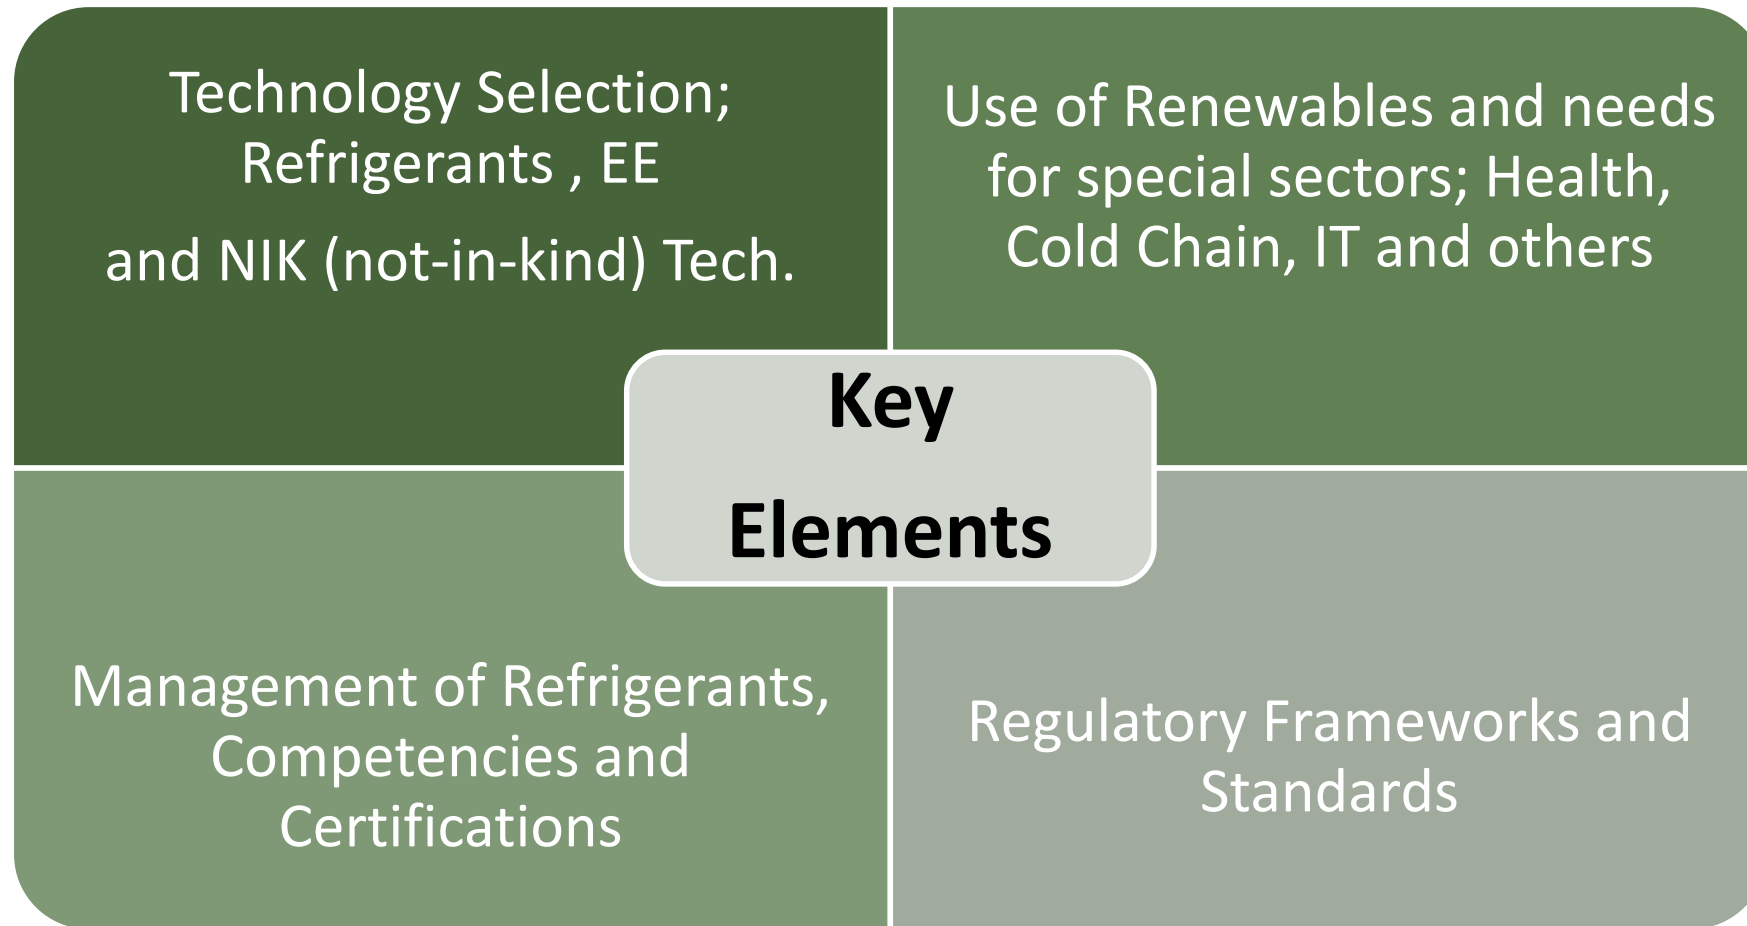 Technology Selection;
Refrigerants , EE
and NIK (not-in-kind) Tech.
Use of Renewables and needs
for special sectors; Health,
Cold Chain, IT and others
Key
Elements
Management of Refrigerants,
Competencies and
Certifications
Regulatory Frameworks and
Standards